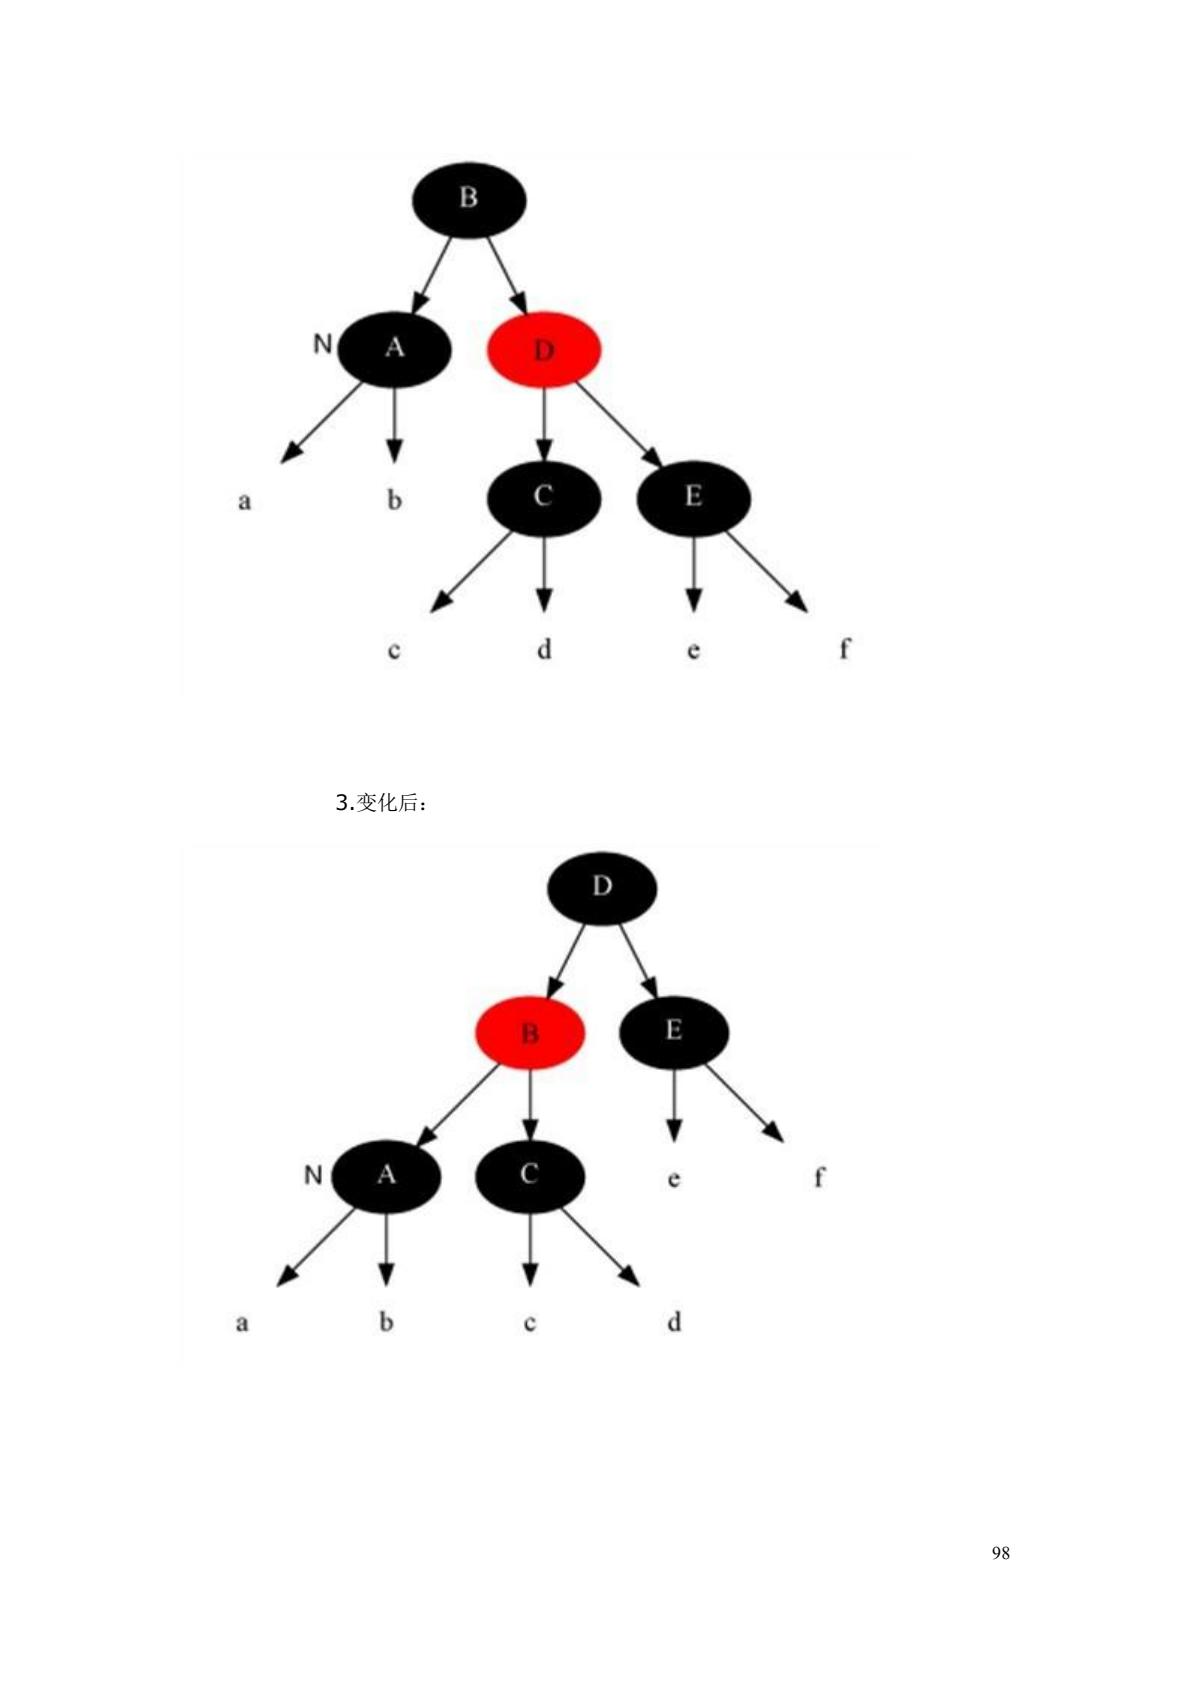 B
N A D
a b C E
c d e f
3.变化后：
D
B E
N A C e f
a b c d
98